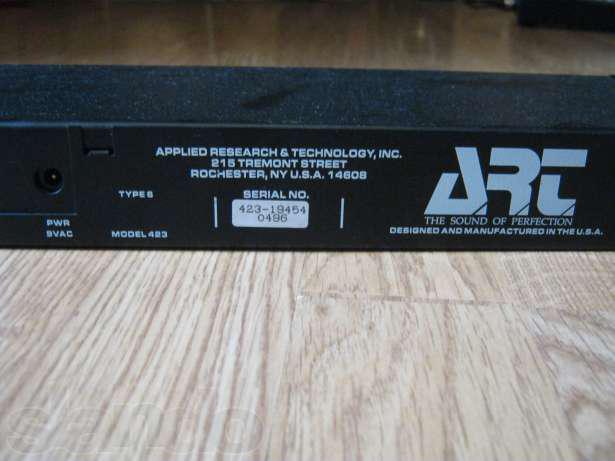 APPLIED RESEARCH & TECHNOLOGY, INC.
215 TREMONT STREET
ROCHESTER, NY U.S.A. 14608
TYPE 6
SERIAL NO.
423-19454
0496
PWR
9VAC
MODEL 423
ART
THE SOUND OF PERFECTION
DESIGNED AND MANUFACTURED IN THE U.S.A.